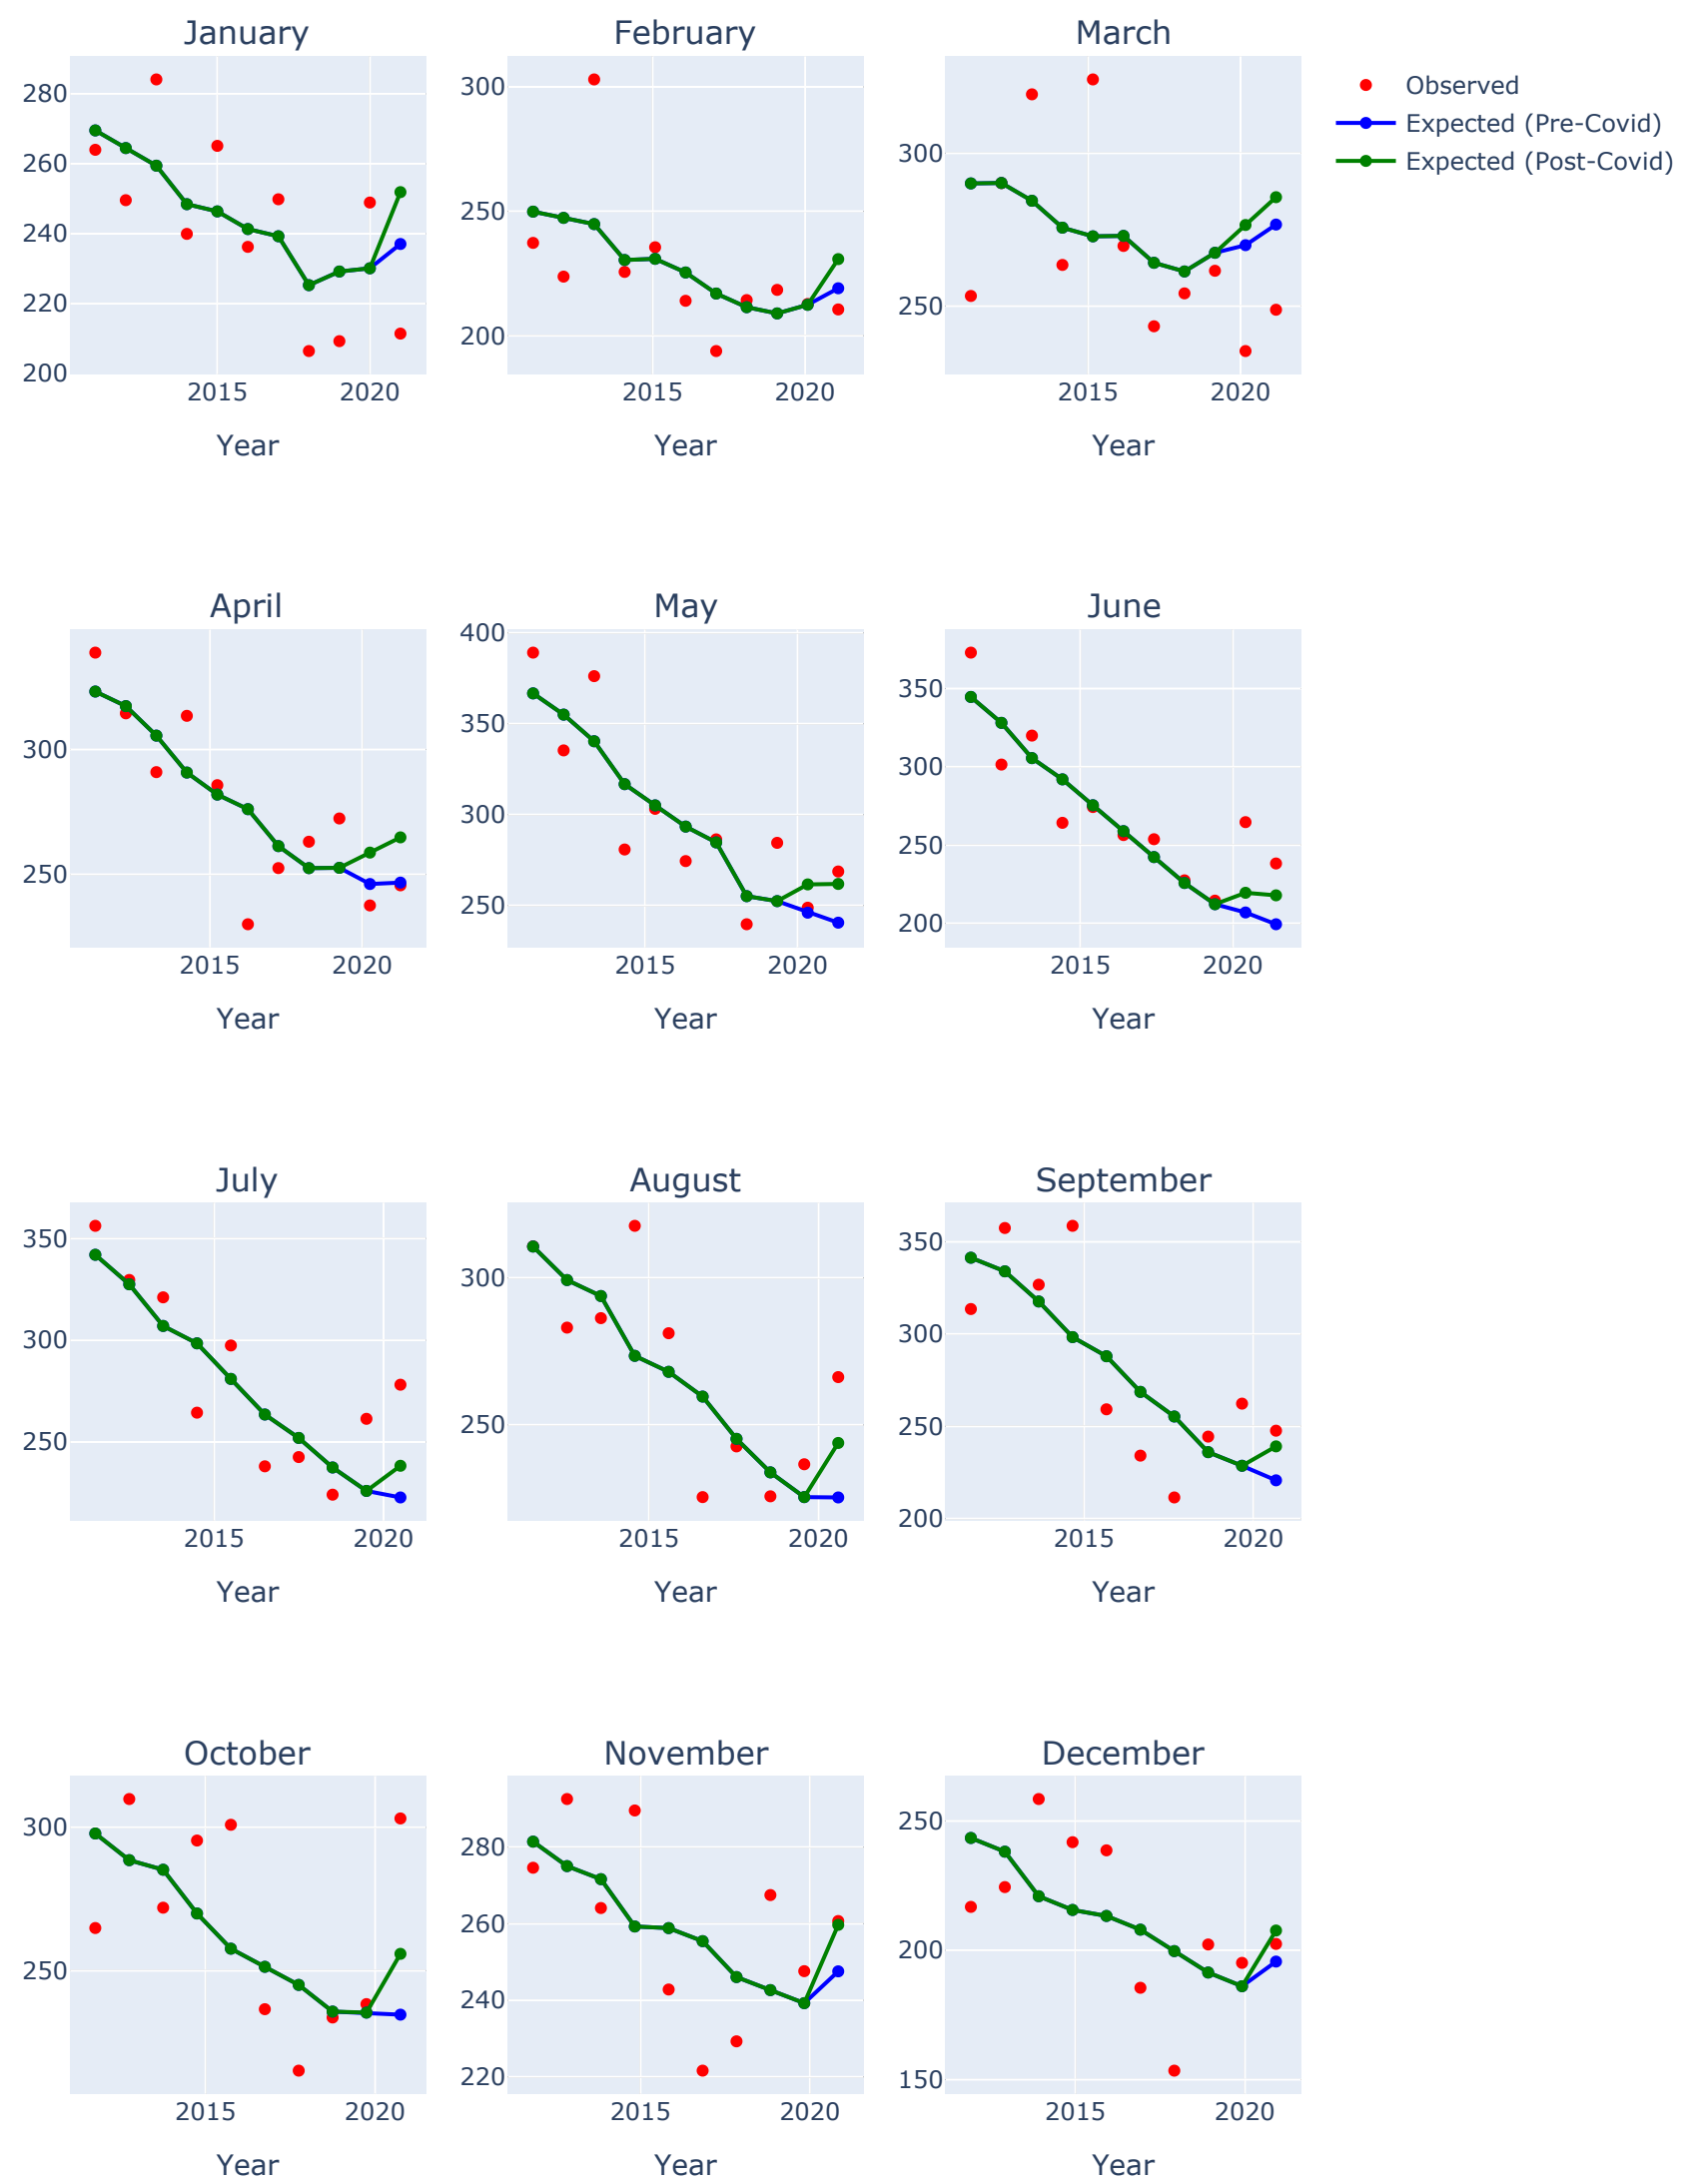 January
February
March
280
260
240
220
200
2015
2020
Year
300
250
200
2015
2020
Year
300
250
2015
2020
Year
Observed
Expected (Pre-Covid)
Expected (Post-Covid)
April
May
June
300
250
2015
2020
Year
400
350
300
250
2015
2020
Year
350
300
250
200
2015
2020
Year
July
August
September
350
300
250
2015
2020
Year
300
250
2015
2020
Year
350
300
250
200
2015
2020
Year
October
November
December
300
250
2015
2020
Year
280
260
240
220
2015
2020
Year
250
200
150
2015
2020
Year